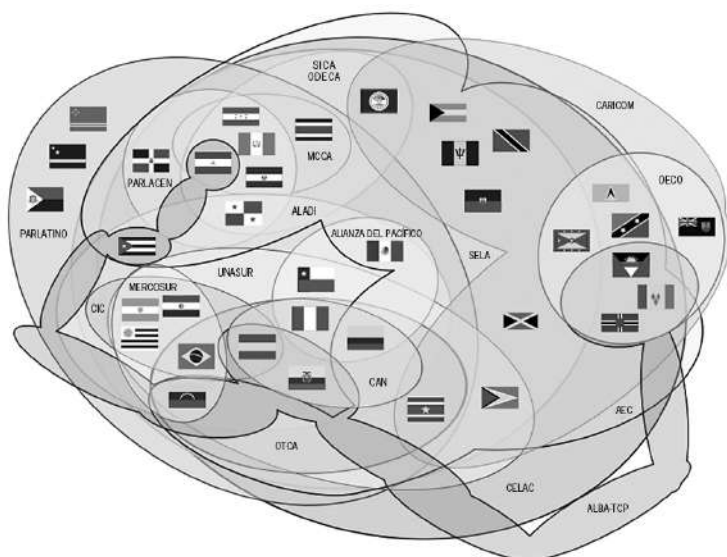 SICA
ODECA
CARICOM
MCCA
PARLACEN
OECO
ALADI
PARLATINO
ALIANZA DEL PACIFICO
SELA
UNASUR
MERCOSUR
CIC
CAN
AEC
OTCA
CELAC
ALBA-TCP